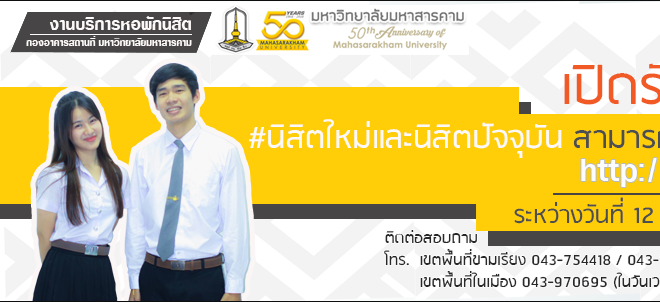 งานบริการหอพักนิสิต
กองอาคารสถานที่ มหาวิทยาลัยมหาสารคาม
50 YEARS
MAHASARAKHAM
UNIVERSITY
มหาวิทยาลัยมหาสารคาม
50th Anniversary of
Mahasarakham University
เปิดรั
#นิสิตใหม่และนิสิตปัจจุบัน สามารถ
http:/
ระหว่างวันที่ 12
ติดต่อสอบถาม
โทร. เขตพื้นที่ขามเรียง 043-754418 / 043-
เขตพื้นที่ในเมือง 043-970695 (ในวันเว